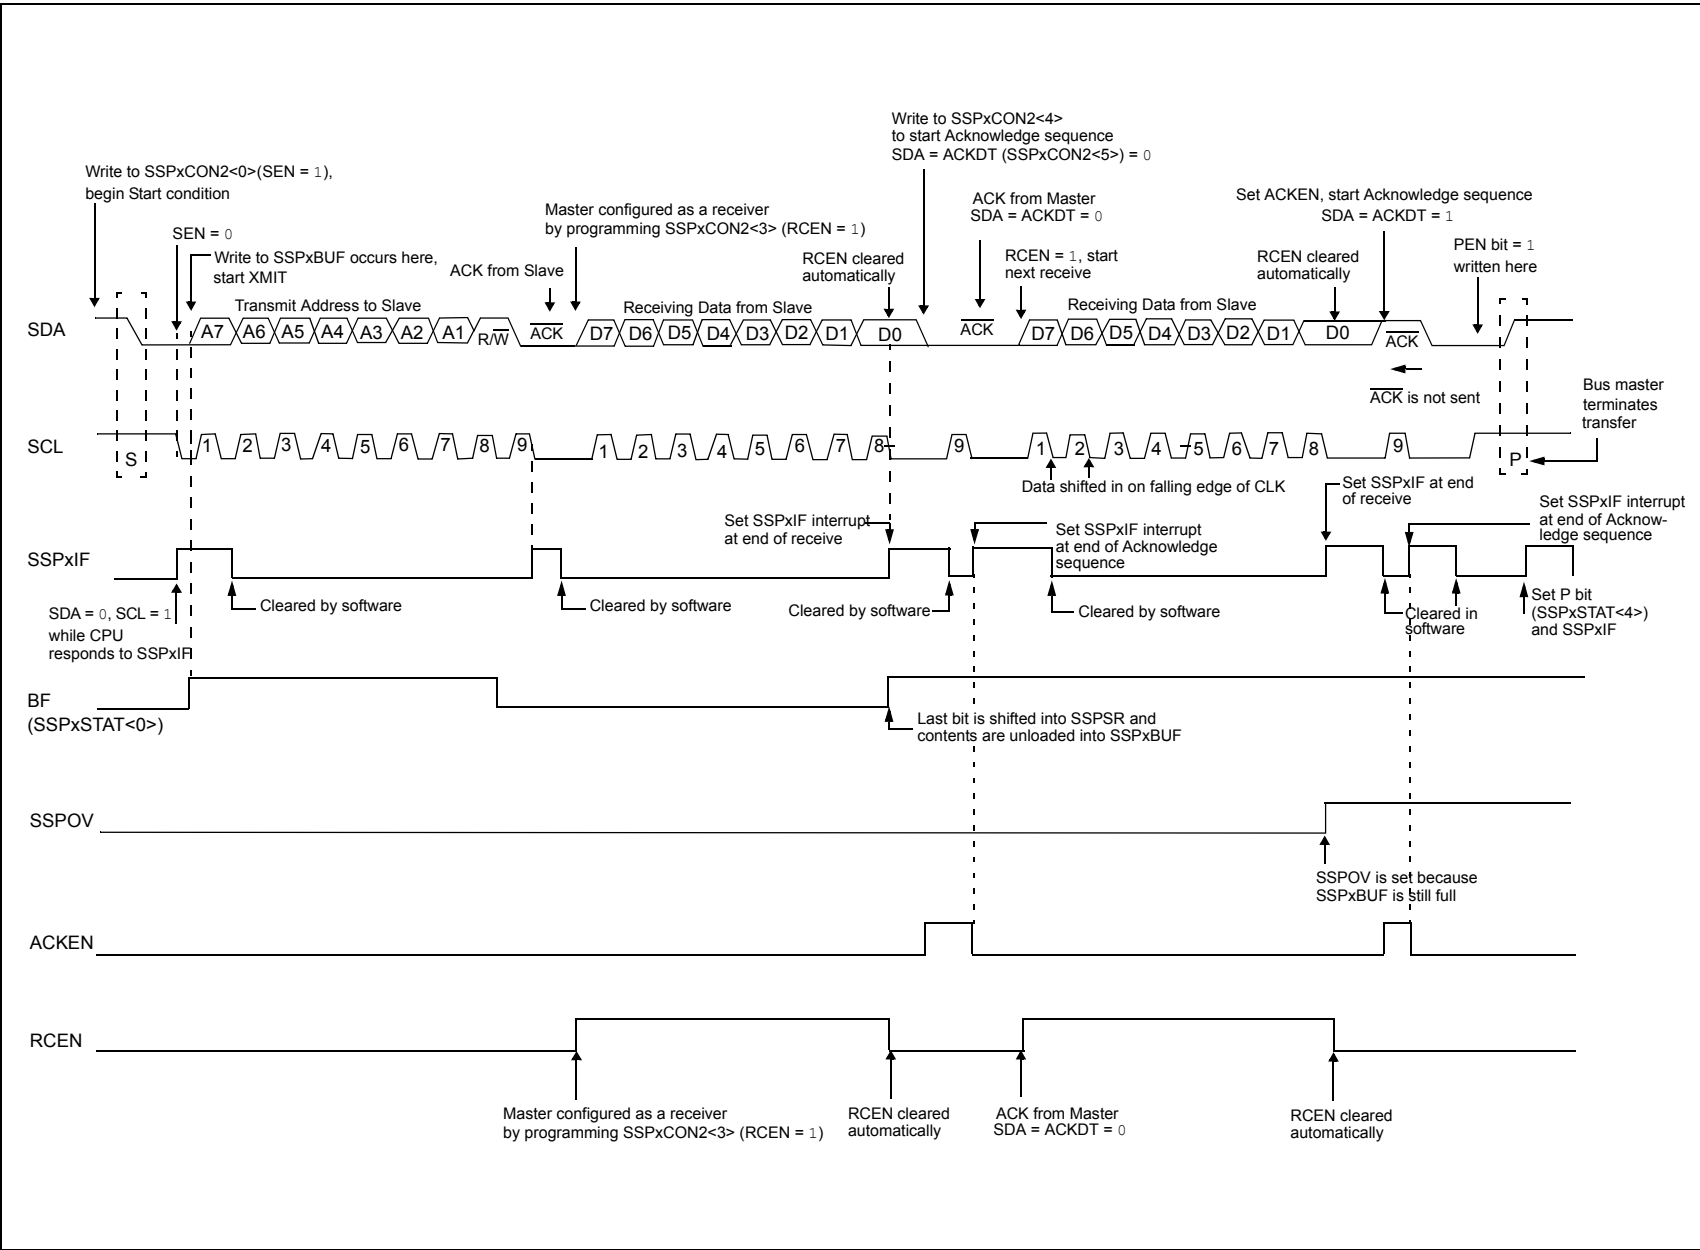 Write to SSPxCON2<4>
to start Acknowledge sequence
SDA = ACKDT (SSPxCON2<5>) = 0
Write to SSPxCON2<0>(SEN = 1),
begin Start condition
ACK from Master
SDA = ACKDT = 0
Set ACKEN, start Acknowledge sequence
SDA = ACKDT = 1
Master configured as a receiver
by programming SSPxCON2<3> (RCEN = 1)
SEN = 0
PEN bit = 1
written here
Write to SSPxBUF occurs here,
start XMIT
ACK from Slave
RCEN cleared
automatically
RCEN = 1, start
next receive
RCEN cleared
automatically
Transmit Address to Slave
Receiving Data from Slave
Receiving Data from Slave
SDA
A7 A6 A5 A4 A3 A2 A1 R/W ACK D7 D6 D5 D4 D3 D2 D1 D0 ACK D7 D6 D5 D4 D3 D2 D1 D0 ACK
ACK is not sent
Bus master
terminates
transfer
SCL
S 1 2 3 4 5 6 7 8 9 1 2 3 4 5 6 7 8 9 1 2 3 4 5 6 7 8 9 P
Data shifted in on falling edge of CLK
Set SSPxIF at end
of receive
Set SSPxIF interrupt
at end of receive
Set SSPxIF interrupt
at end of Acknowledge
sequence
Set SSPxIF interrupt
at end of Acknow-
ledge sequence
SSPxIF
SDA = 0, SCL = 1
while CPU
responds to SSPxIF
Cleared by software
Cleared by software
Cleared by software
Cleared by software
Cleared in
software
Set P bit
(SSPxSTAT<4>)
and SSPxIF
BF
(SSPxSTAT<0>)
Last bit is shifted into SSPSR and
contents are unloaded into SSPxBUF
SSPOV
SSPOV is set because
SSPxBUF is still full
ACKEN
RCEN
Master configured as a receiver
by programming SSPxCON2<3> (RCEN = 1)
RCEN cleared
automatically
ACK from Master
SDA = ACKDT = 0
RCEN cleared
automatically